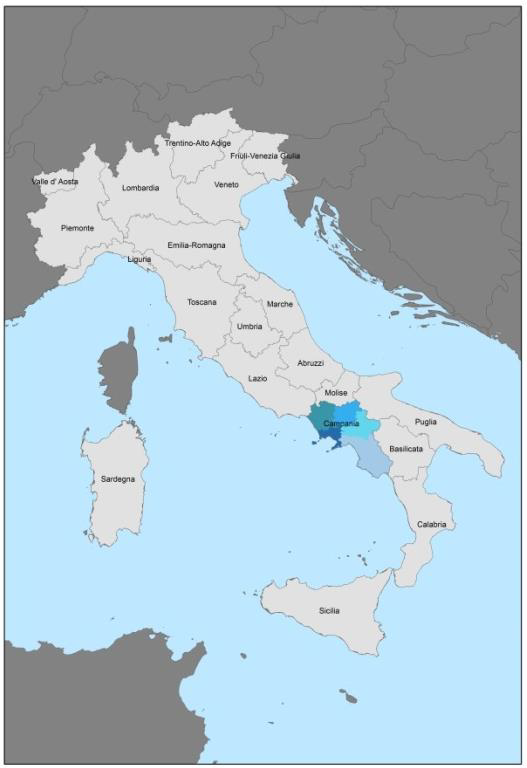 Trentino-Alto Adige
Friuli-Venezia Giulia
Valle d' Aosta
Lombardia
Veneto
Piemonte
Emilia-Romagna
Liguria
Toscana
Marche
Umbria
Abruzzi
Lazio
Molise
Campania
Puglia
Basilicata
Sardegna
Calabria
Sicilia